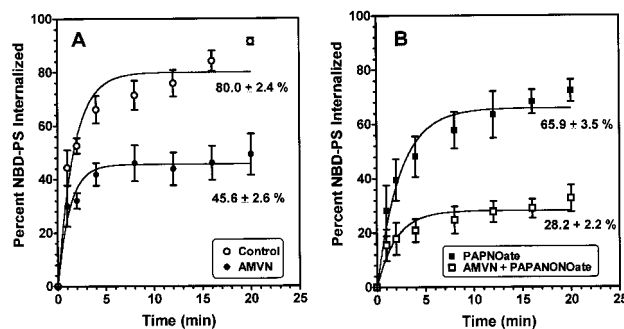 A
B
Percent NBD-PS Internalized
100
80
60
40
20
0
80.0 ± 2.4 %
45.6 ± 2.6 %
Control
AMVN
0
5
10
15
20
25
Time (min)
Percent NBD-PS Internalized
100
80
60
40
20
0
65.9 ± 3.5 %
28.2 ± 2.2 %
PAPNOate
AMVN + PAPANONOate
0
5
10
15
20
25
Time (min)